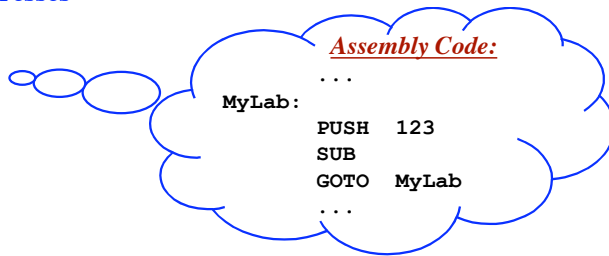 Assembly Code:
...
MyLab:
PUSH 123
SUB
GOTO MyLab
...